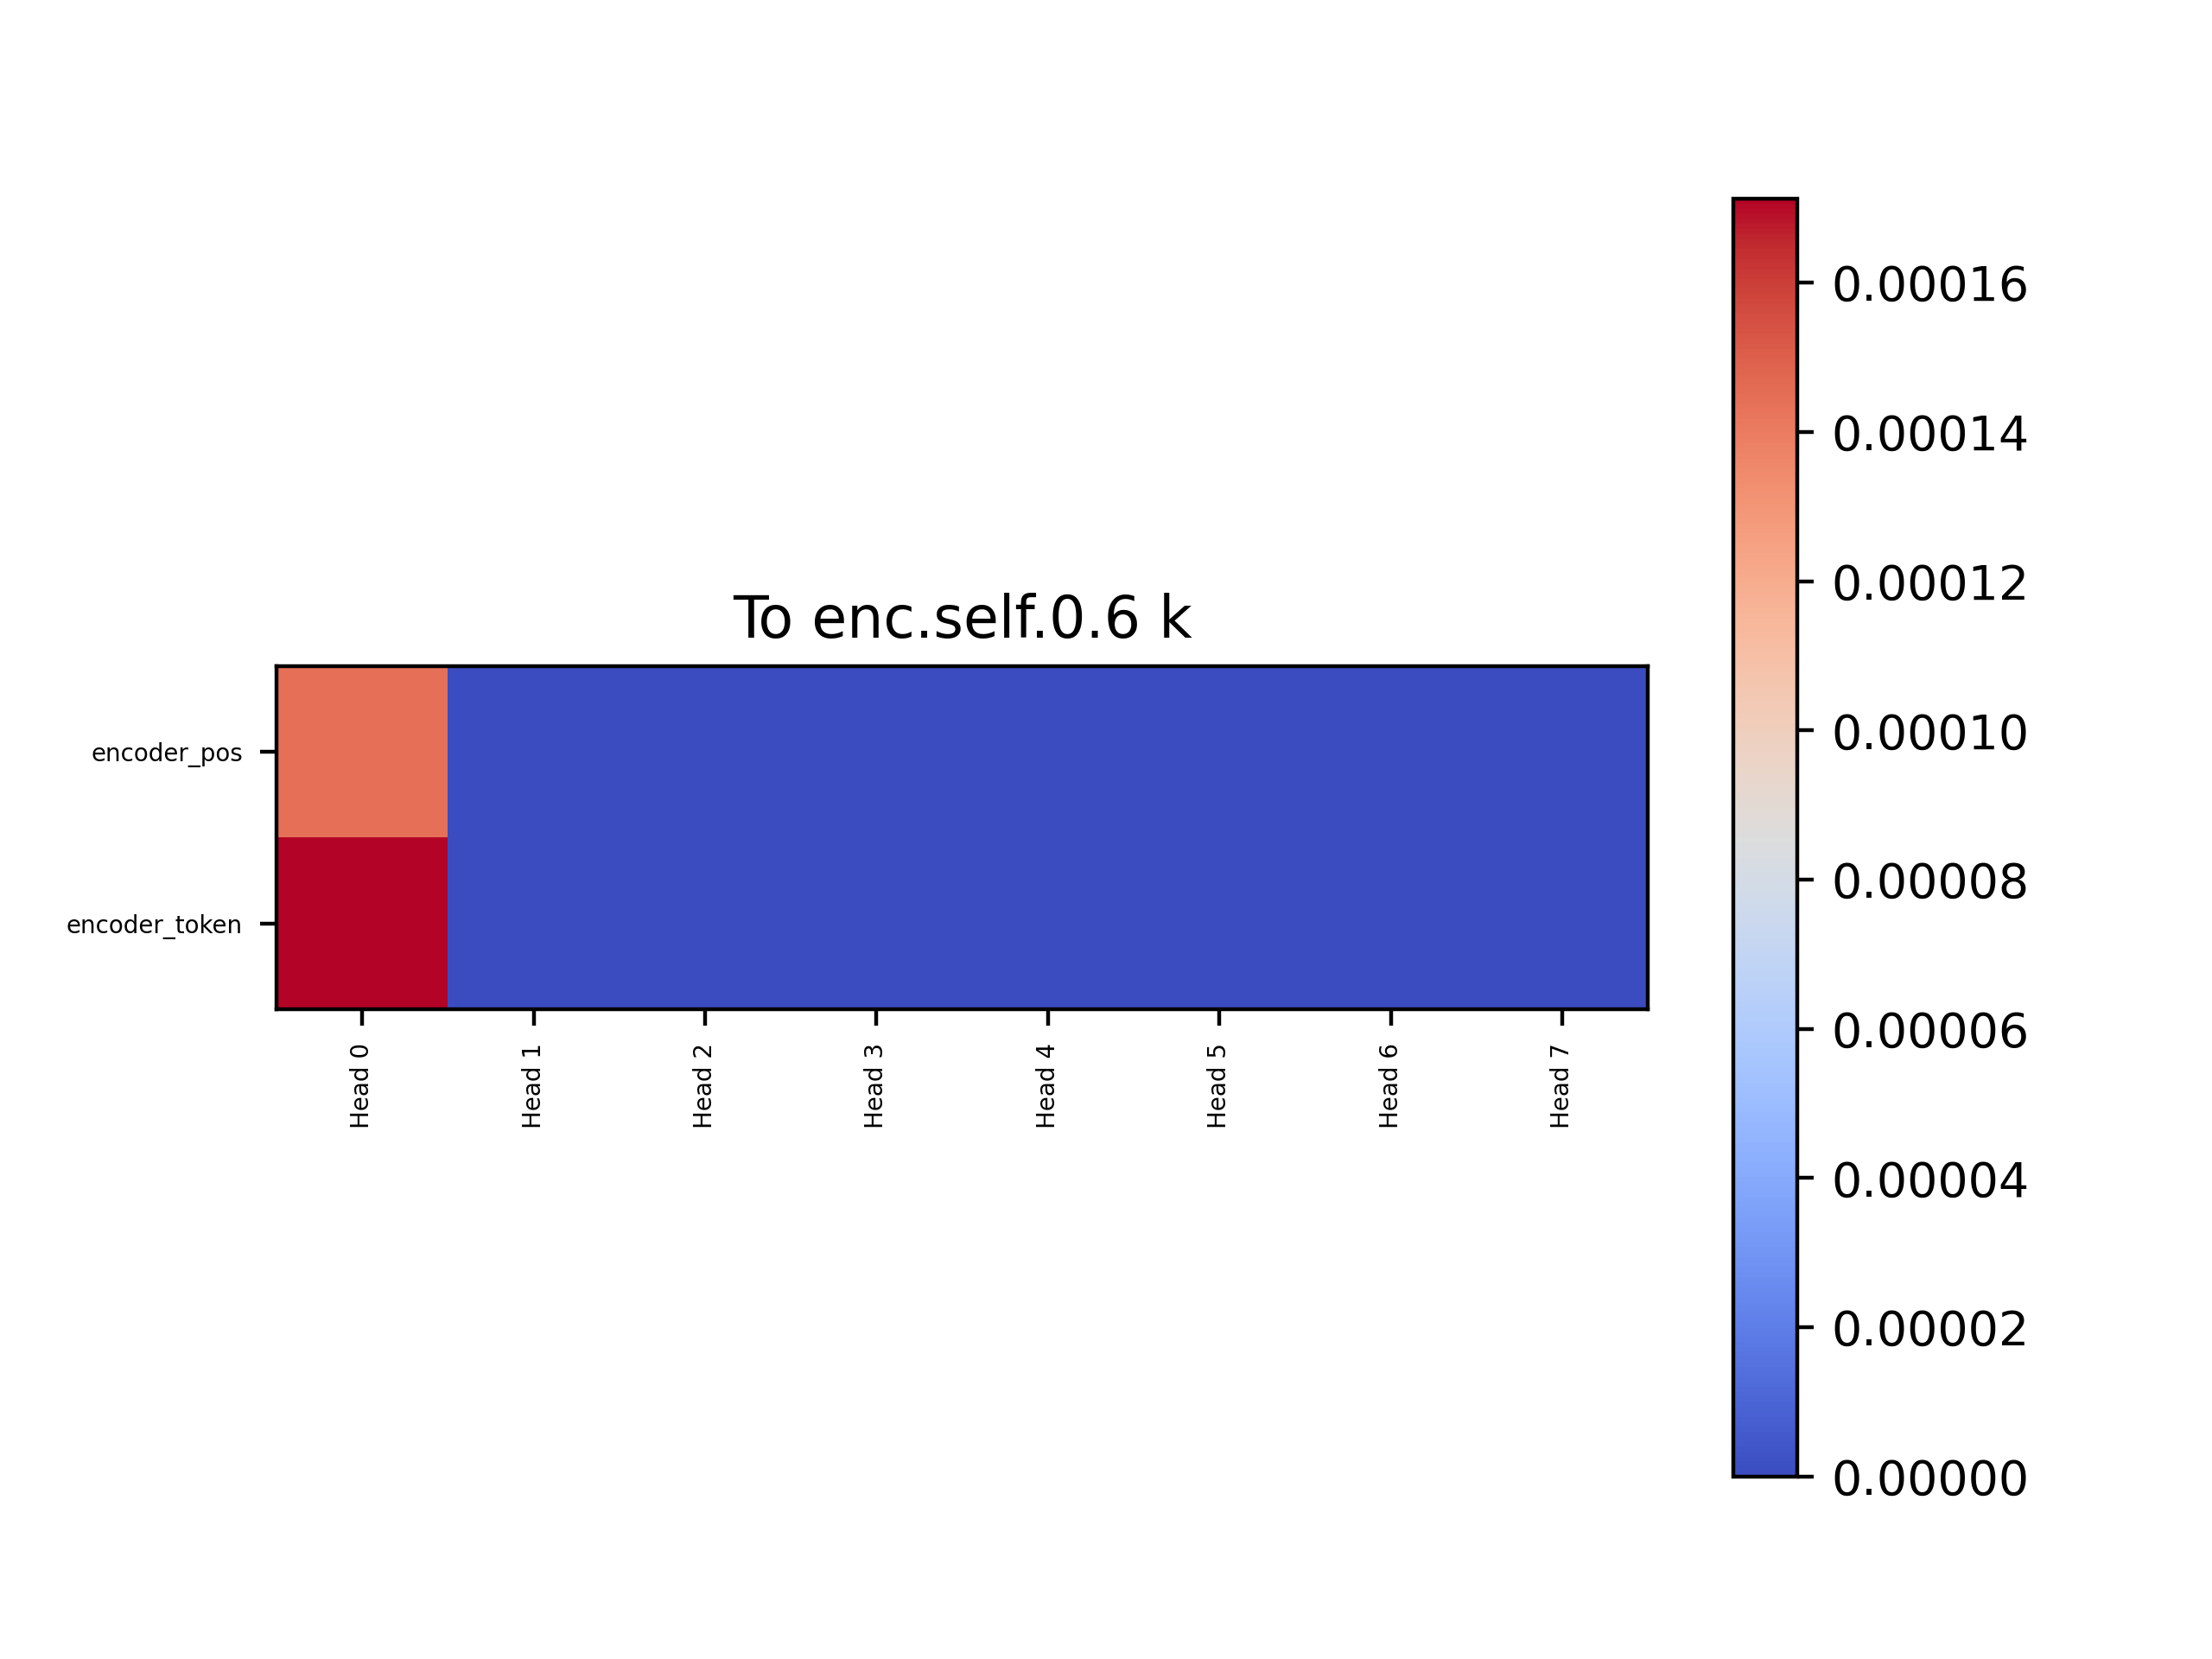 To enc.self.0.6 k
encoder_pos
encoder_token
Head 0
Head 1
Head 2
Head 3
Head 4
Head 5
Head 6
Head 7
0.00016
0.00014
0.00012
0.00010
0.00008
0.00006
0.00004
0.00002
0.00000